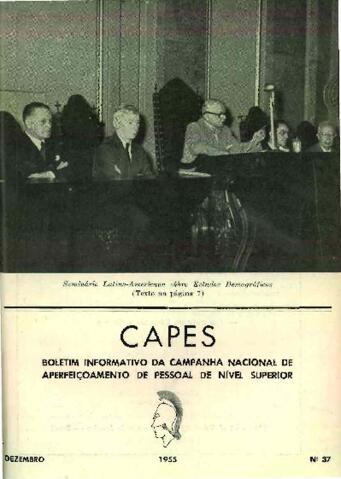 Seminário Latino-Americano sôbre Estudos Demográficos
(Texto na página 7)
CAPES
BOLETIM INFORMATIVO DA CAMPANHA NACIONAL DE
APERFEIÇOAMENTO DE PESSOAL DE NÍVEL SUPERIOR
DEZEMBRO 1955 Nº 37